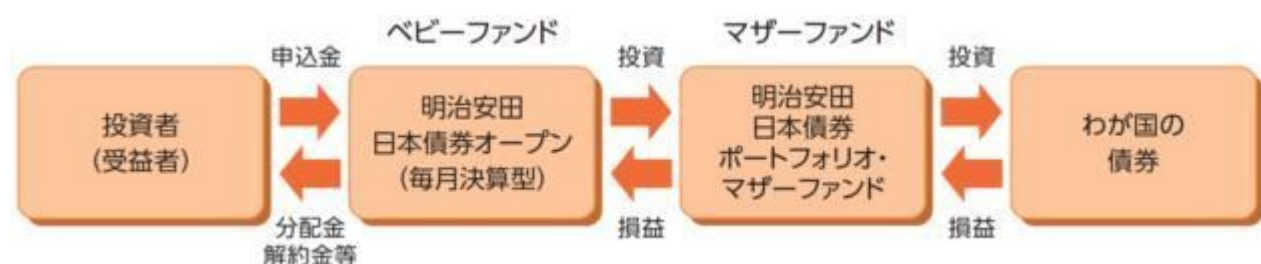 ベビーファンド
マザーファンド
申込金
投資
投資
投資者
(受益者)
明治安田
日本債券オープン
(毎月決算型)
明治安田
日本債券
ポートフォリオ・
マザーファンド
わが国の
債券
分配金
解約金等
損益
損益